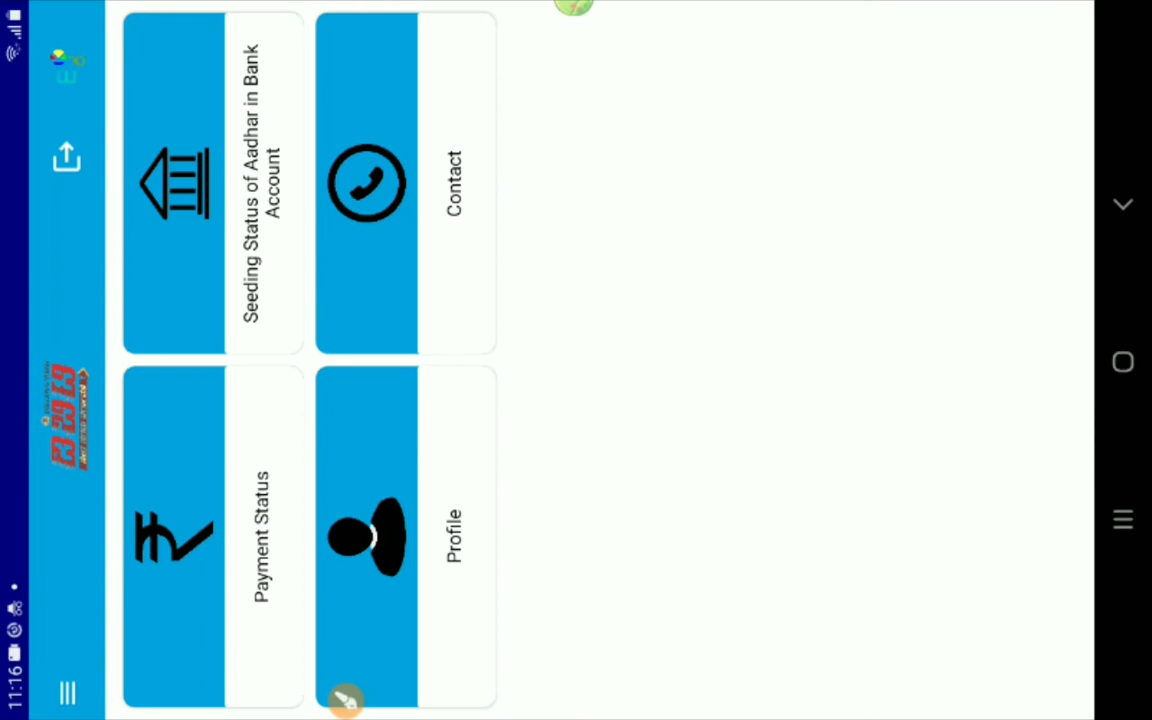 11:16
Payment Status
Seeding Status of Aadhar in Bank
Account
Profile
Contact